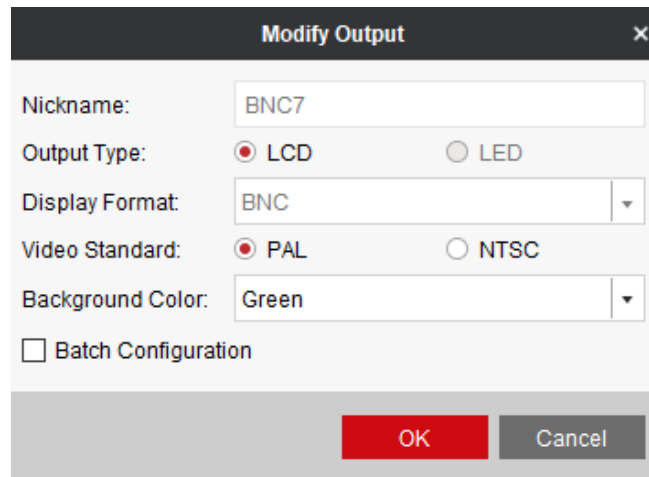 Modify Output
Nickname: BNC7
Output Type: LCD LED
Display Format: BNC
Video Standard: PAL NTSC
Background Color: Green
Batch Configuration
OK Cancel